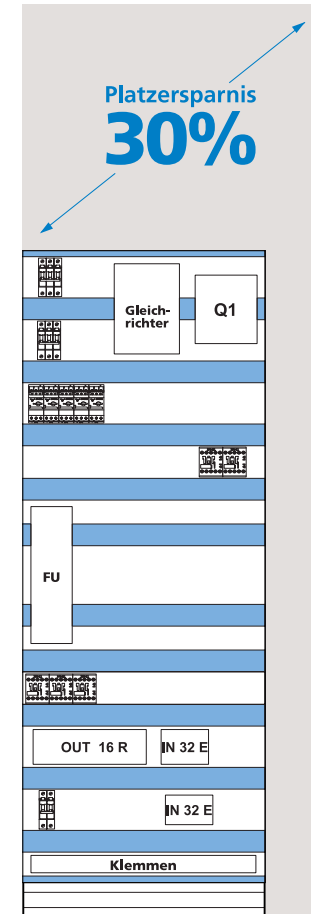 Platzersparnis
30%
Gleich-
richter
Q1
FU
OUT 16 R
IN 32 E
IN 32 E
Klemmen